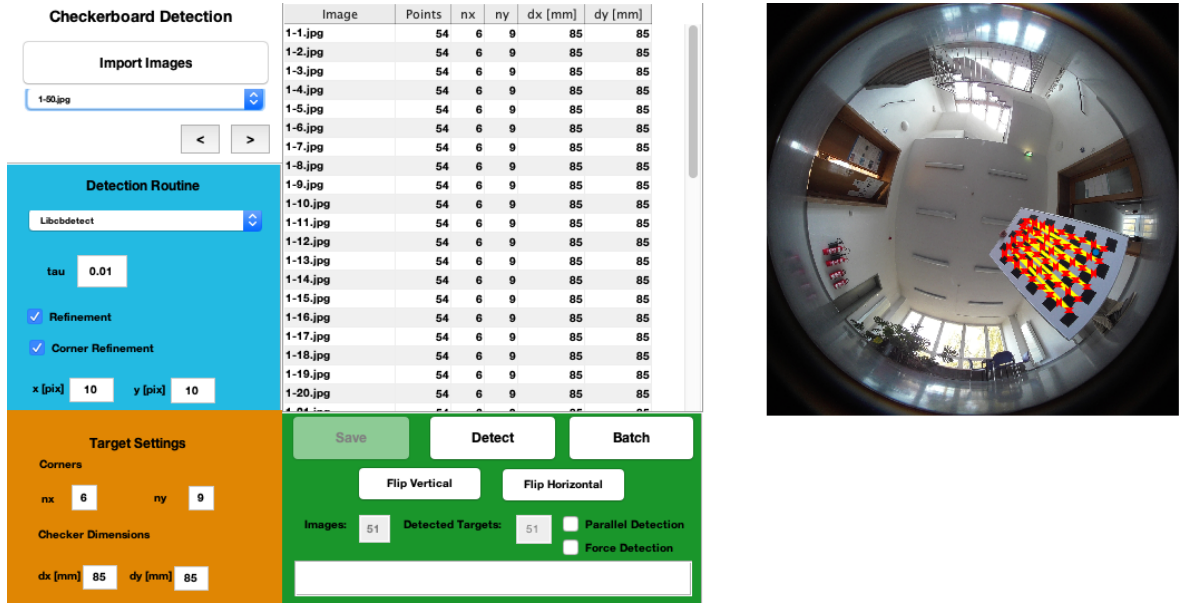 Checkerboard Detection
Import Images
1-50.jpg
< >
Detection Routine
Libcbdetect
tau 0.01
Refinement
Corner Refinement
x [pix] 10 y [pix] 10
Target Settings
Corners
nx 6 ny 9
Checker Dimensions
dx [mm] 85 dy [mm] 85
Image Points nx ny dx [mm] dy [mm]
1-1.jpg 54 6 9 85 85
1-2.jpg 54 6 9 85 85
1-3.jpg 54 6 9 85 85
1-4.jpg 54 6 9 85 85
1-5.jpg 54 6 9 85 85
1-6.jpg 54 6 9 85 85
1-7.jpg 54 6 9 85 85
1-8.jpg 54 6 9 85 85
1-9.jpg 54 6 9 85 85
1-10.jpg 54 6 9 85 85
1-11.jpg 54 6 9 85 85
1-12.jpg 54 6 9 85 85
1-13.jpg 54 6 9 85 85
1-14.jpg 54 6 9 85 85
1-15.jpg 54 6 9 85 85
1-16.jpg 54 6 9 85 85
1-17.jpg 54 6 9 85 85
1-18.jpg 54 6 9 85 85
1-19.jpg 54 6 9 85 85
1-20.jpg 54 6 9 85 85
Save Detect Batch
Flip Vertical Flip Horizontal
Images: 51 Detected Targets: 51 Parallel Detection
Force Detection